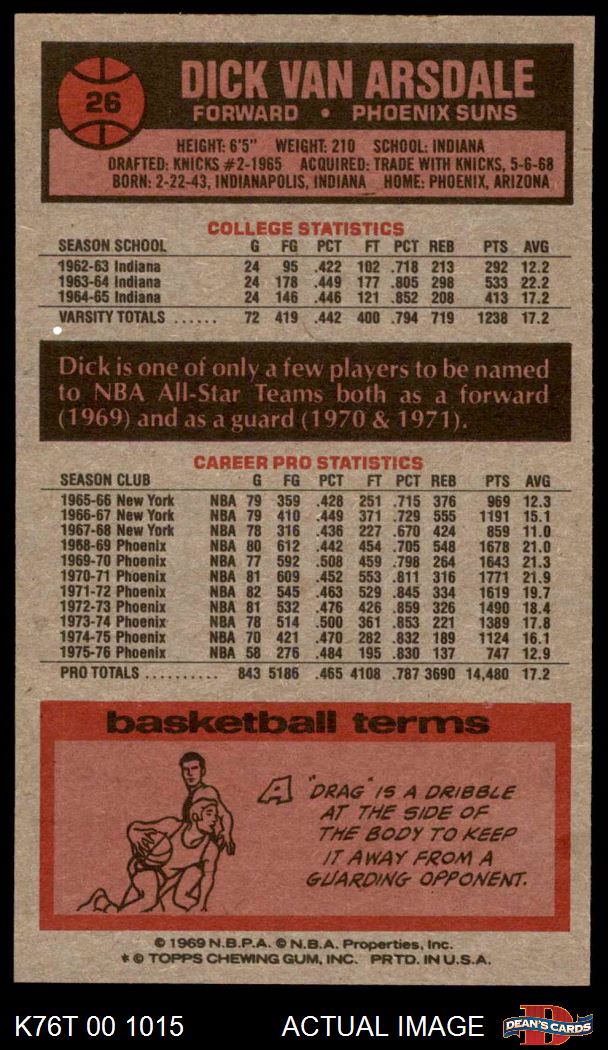 26
DICK VAN ARSDALE
FORWARD • PHOENIX SUNS
HEIGHT: 6'5" WEIGHT: 210 SCHOOL: INDIANA
DRAFTED: KNICKS #2-1965 ACQUIRED: TRADE WITH KNICKS, 5-6-68
BORN: 2-22-43, INDIANAPOLIS, INDIANA HOME: PHOENIX, ARIZONA
COLLEGE STATISTICS
SEASON SCHOOL G FG PCT FT PCT REB PTS AVG
1962-63 Indiana 24 95 .422 102 .718 213 292 12.2
1963-64 Indiana 24 178 .449 177 .805 298 533 22.2
1964-65 Indiana 24 146 .446 121 .852 208 413 17.2
VARSITY TOTALS ...... 72 419 .442 400 .794 719 1238 17.2
Dick is one of only a few players to be named
to NBA All-Star Teams both as a forward
(1969) and as a guard (1970 & 1971).
CAREER PRO STATISTICS
SEASON CLUB G FG PCT FT PCT REB PTS AVG
1965-66 New York NBA 79 359 .428 251 .715 376 969 12.3
1966-67 New York NBA 79 410 .449 371 .729 555 1191 15.1
1967-68 New York NBA 78 316 .436 227 .670 424 859 11.0
1968-69 Phoenix NBA 80 612 .442 454 .705 548 1678 21.0
1969-70 Phoenix NBA 77 592 .508 459 .798 264 1643 21.3
1970-71 Phoenix NBA 81 609 .452 553 .811 316 1771 21.9
1971-72 Phoenix NBA 82 545 .463 529 .845 334 1619 19.7
1972-73 Phoenix NBA 81 532 .476 426 .859 326 1490 18.4
1973-74 Phoenix NBA 78 514 .500 361 .853 221 1389 17.8
1974-75 Phoenix NBA 70 421 .470 282 .832 189 1124 16.1
1975-76 Phoenix NBA 58 276 .484 195 .830 137 747 12.9
PRO TOTALS .......... 843 5186 .465 4108 .787 3690 14,480 17.2
basketball terms
A "DRAG" IS A DRIBBLE
AT THE SIDE OF
THE BODY TO KEEP
IT AWAY FROM A
GUARDING OPPONENT.
© 1969 N.B.P.A. © N.B.A. Properties, Inc.
* © TOPPS CHEWING GUM, INC. PRTD. IN U.S.A.
K76T 00 1015 ACTUAL IMAGE D DEAN'S CARDS